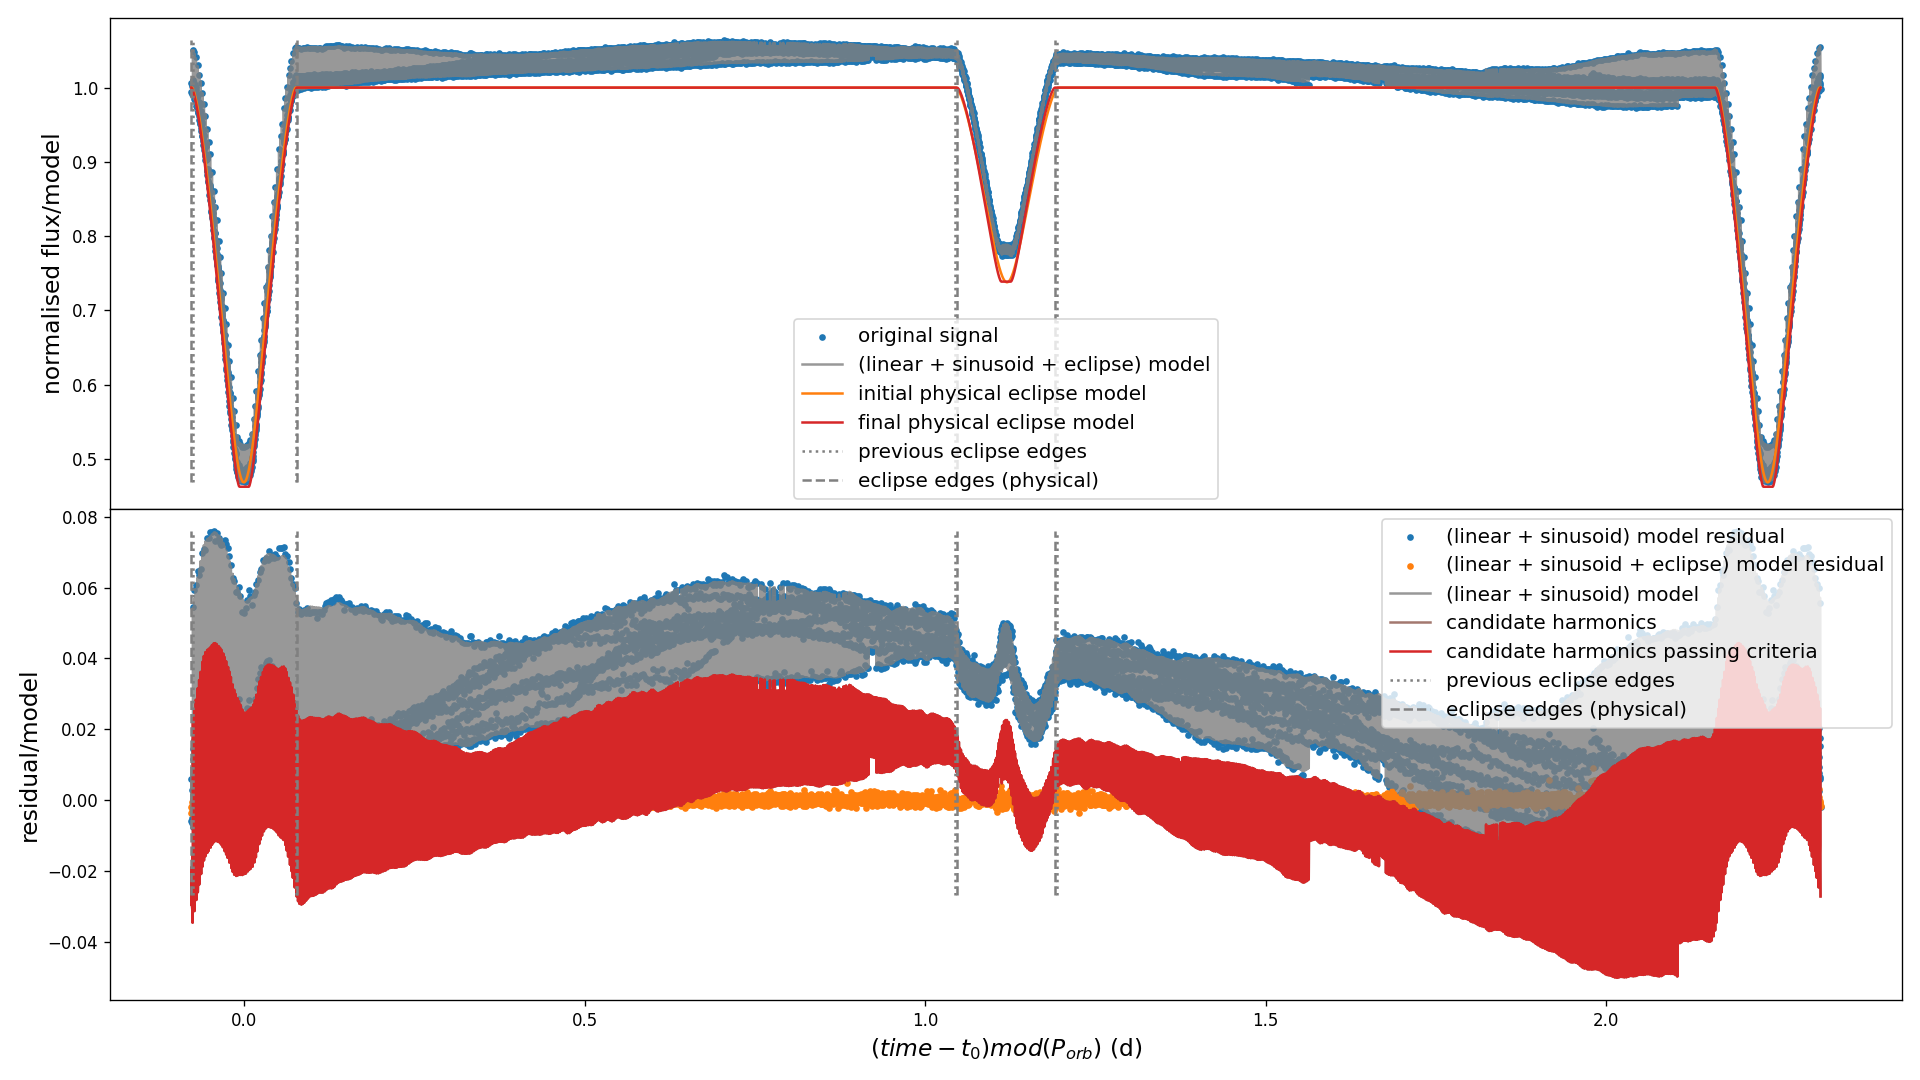 normalised flux/model
1.0
0.9
0.8
0.7
0.6
0.5
original signal
(linear + sinusoid + eclipse) model
initial physical eclipse model
final physical eclipse model
previous eclipse edges
eclipse edges (physical)
residual/model
0.08
0.06
0.04
0.02
0.00
−0.02
−0.04
(linear + sinusoid) model residual
(linear + sinusoid + eclipse) model residual
(linear + sinusoid) model
candidate harmonics
candidate harmonics passing criteria
previous eclipse edges
eclipse edges (physical)
0.0 0.5 1.0 1.5 2.0
(time − t₀)mod(P_orb) (d)